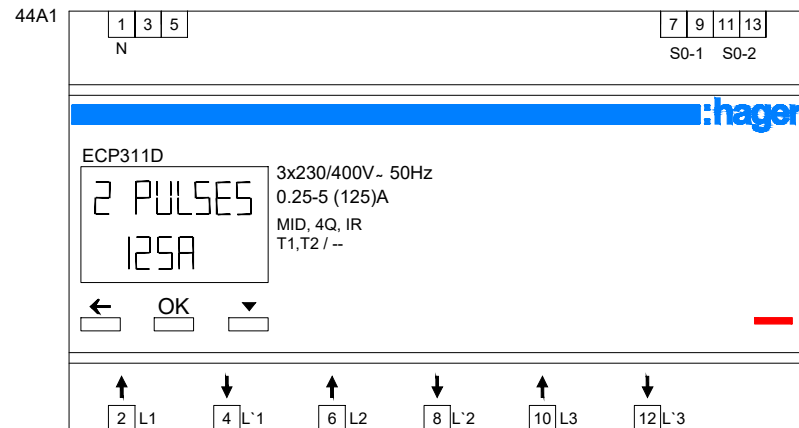 44A1
1 3 5
7 9 11 13
N
S0-1 S0-2
:hager
ECP311D
2 PULSES
125A
3x230/400V~ 50Hz
0.25-5 (125)A
MID, 4Q, IR
T1,T2 / --
OK
2 L1 4 L`1 6 L2 8 L`2 10 L3 12 L`3